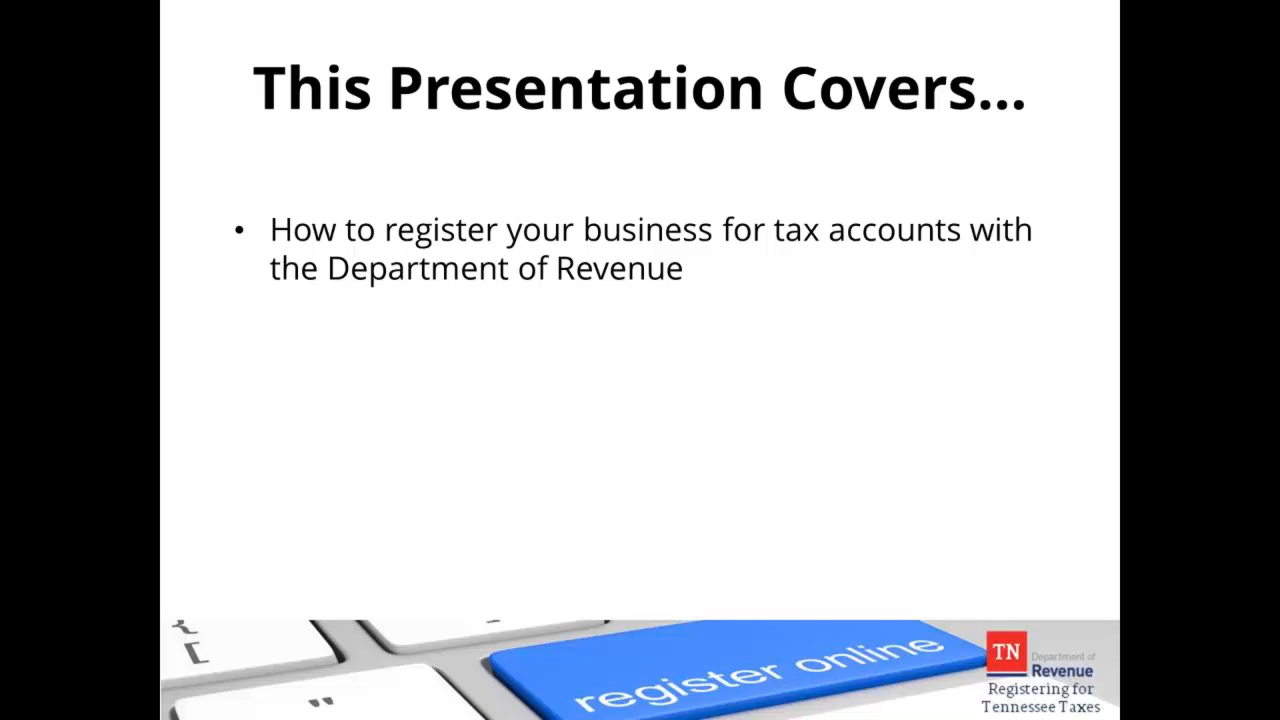 This Presentation Covers...
• How to register your business for tax accounts with
the Department of Revenue
{
[
"
register online
TN
Department of
Revenue
Registering for
Tennessee Taxes